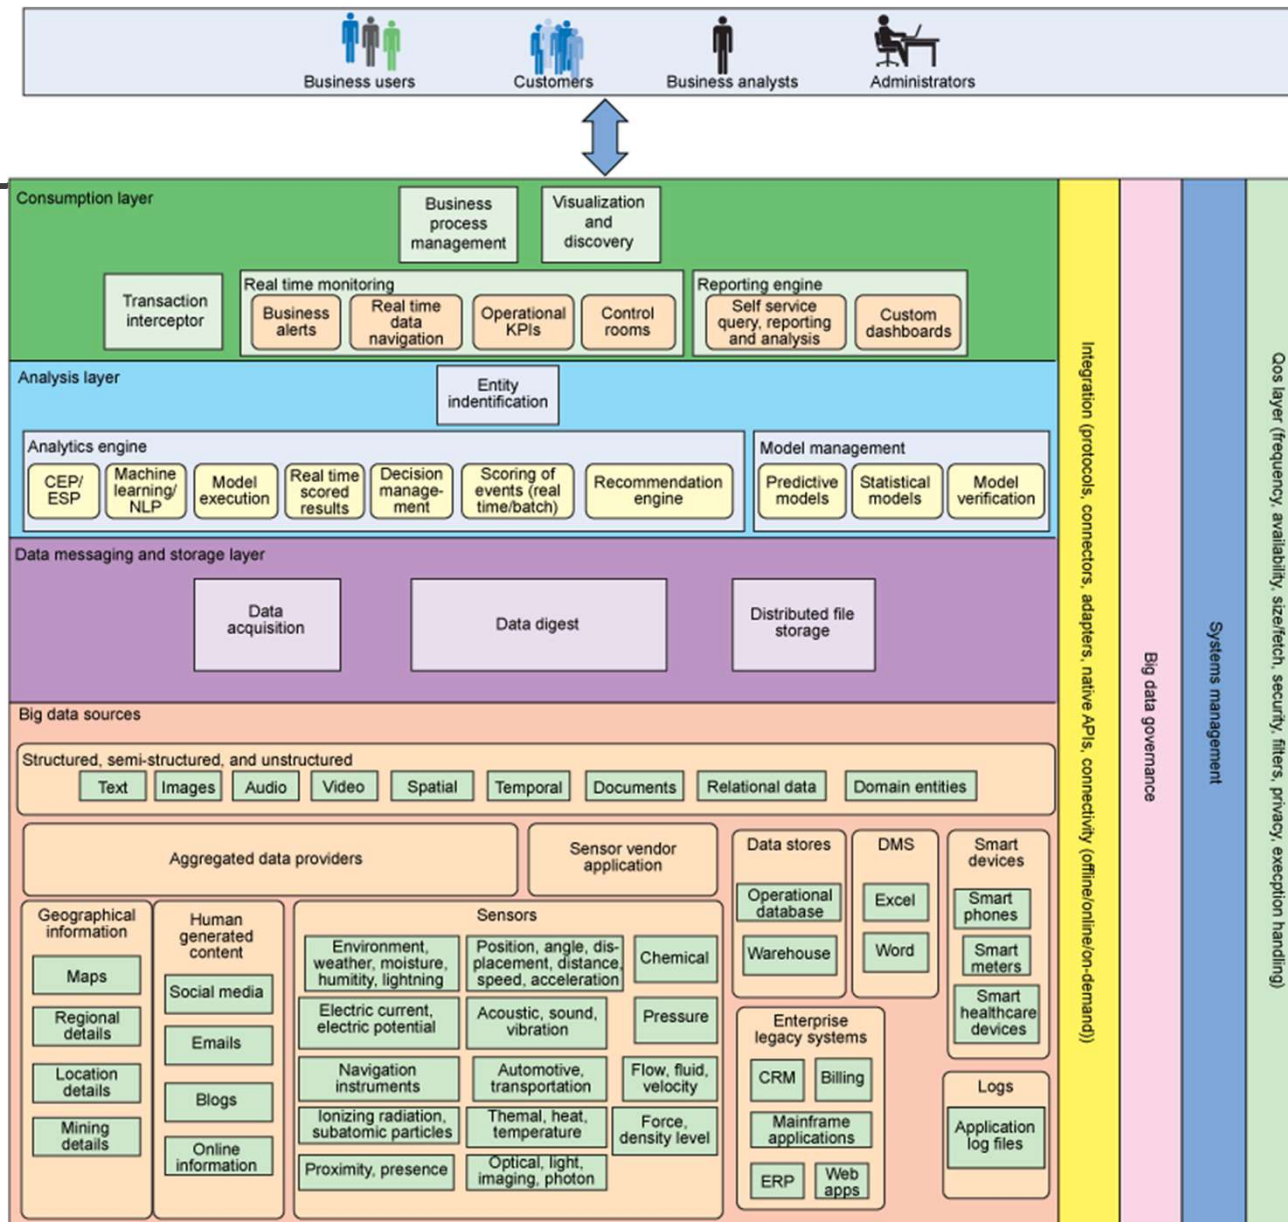 Business users
Customers
Business analysts
Administrators
Consumption layer
Business
process
management
Visualization
and
discovery
Transaction
interceptor
Real time monitoring
Business
alerts
Real time
data
navigation
Operational
KPIs
Control
rooms
Reporting engine
Self service
query, reporting
and analysis
Custom
dashboards
Analysis layer
Entity
indentification
Analytics engine
CEP/
ESP
Machine
learning/
NLP
Model
execution
Real time
scored
results
Decision
manage-
ment
Scoring of
events (real
time/batch)
Recommendation
engine
Model management
Predictive
models
Statistical
models
Model
verification
Data messaging and storage layer
Data
acquisition
Data digest
Distributed file
storage
Big data sources
Structured, semi-structured, and unstructured
Text
Images
Audio
Video
Spatial
Temporal
Documents
Relational data
Domain entities
Aggregated data providers
Sensor vendor
application
Geographical
information
Maps
Regional
details
Location
details
Mining
details
Human
generated
content
Social media
Emails
Blogs
Online
information
Sensors
Environment,
weather, moisture,
humitity, lightning
Position, angle, dis-
placement, distance,
speed, acceleration
Chemical
Electric current,
electric potential
Acoustic, sound,
vibration
Pressure
Navigation
instruments
Automotive,
transportation
Flow, fluid,
velocity
Ionizing radiation,
subatomic particles
Themal, heat,
temperature
Force,
density level
Proximity, presence
Optical, light,
imaging, photon
Data stores
Operational
database
Warehouse
DMS
Excel
Word
Smart
devices
Smart
phones
Smart
meters
Smart
healthcare
devices
Enterprise
legacy systems
CRM
Billing
Mainframe
applications
ERP
Web
apps
Logs
Application
log files
Integration (protocols, connectors, adapters, native APIs, connectivity (offline/online/on-demand))
Big data governance
Systems management
Qos layer (frequency, availability, size/fetch, security, filters, privacy, execption handling)